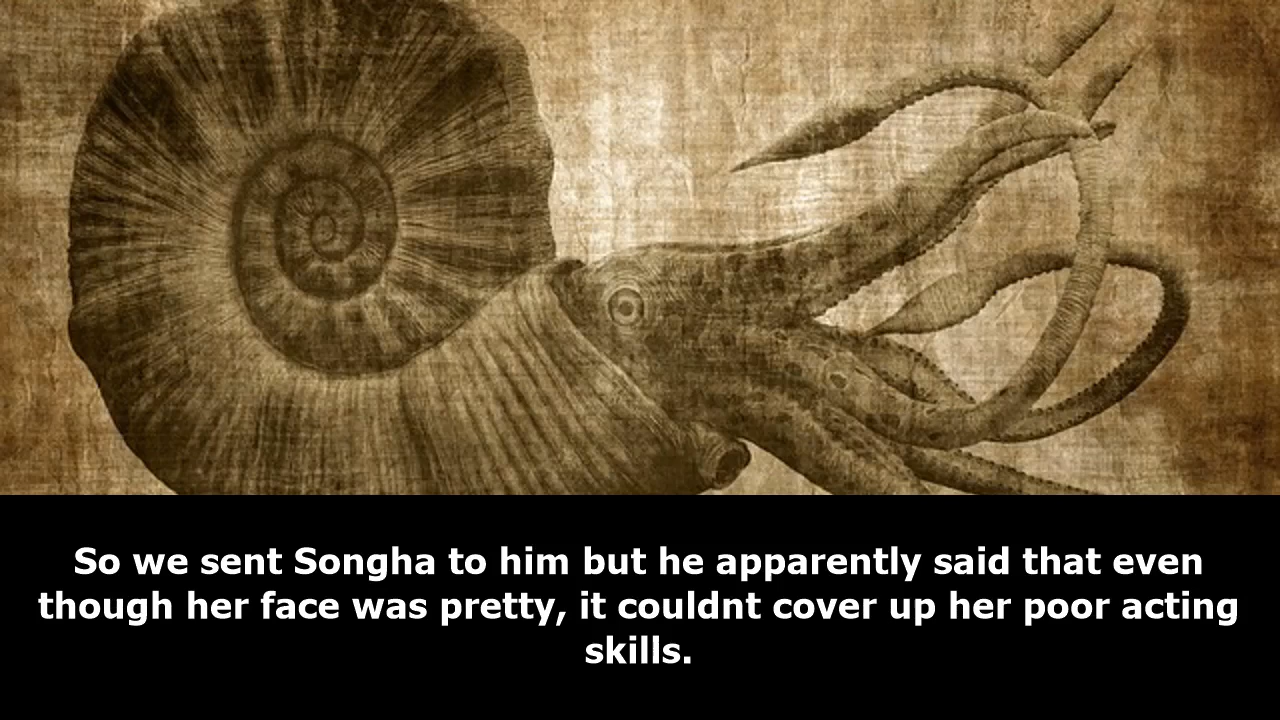 So we sent Songha to him but he apparently said that even
though her face was pretty, it couldnt cover up her poor acting
skills.